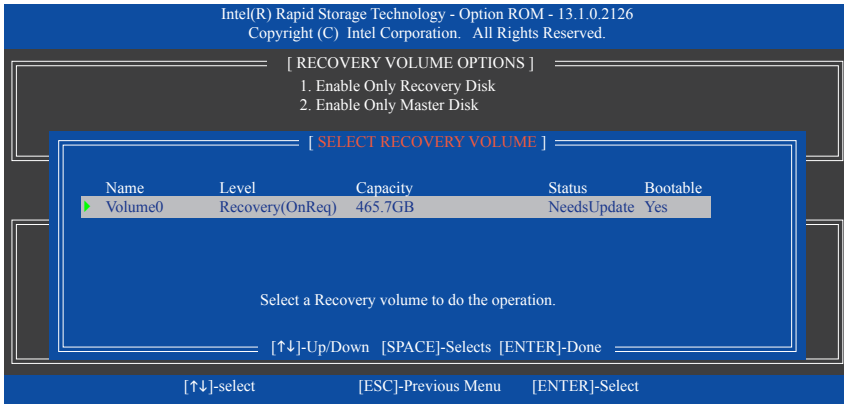 Intel(R) Rapid Storage Technology - Option ROM - 13.1.0.2126
Copyright (C) Intel Corporation. All Rights Reserved.
[ RECOVERY VOLUME OPTIONS ]
1. Enable Only Recovery Disk
2. Enable Only Master Disk
[ SELECT RECOVERY VOLUME ]
Name Level Capacity Status Bootable
Volume0 Recovery(OnReq) 465.7GB NeedsUpdate Yes
Select a Recovery volume to do the operation.
[↑↓]-Up/Down [SPACE]-Selects [ENTER]-Done
[↑↓]-select [ESC]-Previous Menu [ENTER]-Select